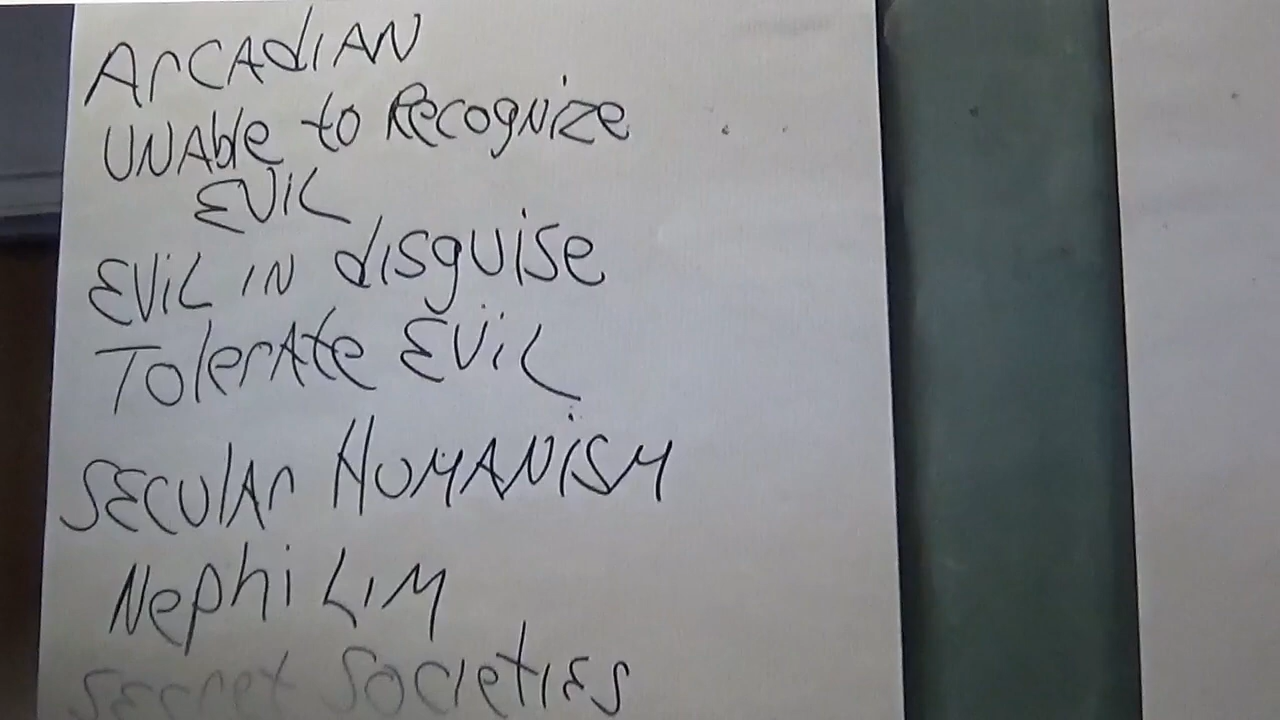 ArCAdIAN
UNAble to Recognize
EVIL
EVIL IN disguise
TolerAte EVIL
SECULAr HUMANISM
NephiLIM
SECret SocietIES